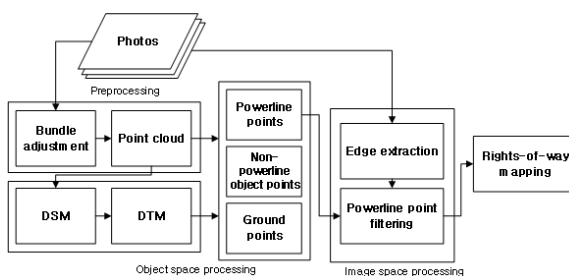 Photos
Preprocessing
Bundle
adjustment
Point cloud
DSM
DTM
Powerline
points
Non-
powerline
object points
Ground
points
Object space processing
Edge extraction
Powerline point
filtering
Image space processing
Rights-of-way
mapping